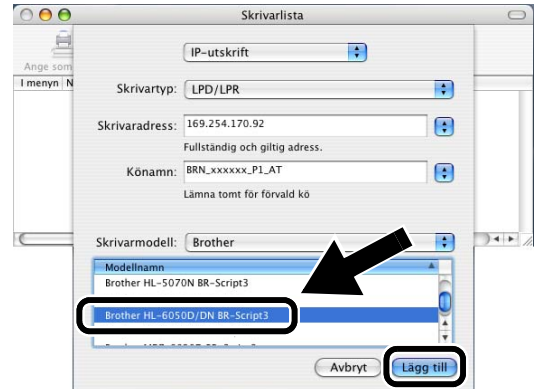 Skrivarlista
IP-utskrift
Ange som
I menyn N
Skrivartyp: LPD/LPR
Skrivaradress: 169.254.170.92
Fullständig och giltig adress.
Könamn: BRN_xxxxxx_P1_AT
Lämna tomt för förvald kö
Skrivarmodell: Brother
Modellnamn
Brother HL-5070N BR-Script3
Brother HL-6050D/DN BR-Script3
Avbryt Lägg till